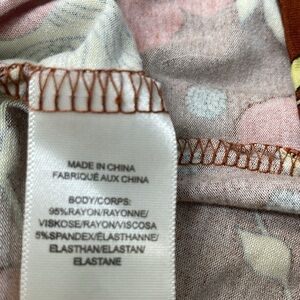 MADE IN CHINA
FABRIQUÉ AUX CHINA
BODY/CORPS:
95%RAYON/RAYONNE/
VISKOSE/RAYON/VISCOSA
5%SPANDEX/ÉLASTHANNE/
ELASTHAN/ELASTAN/
ELASTANE